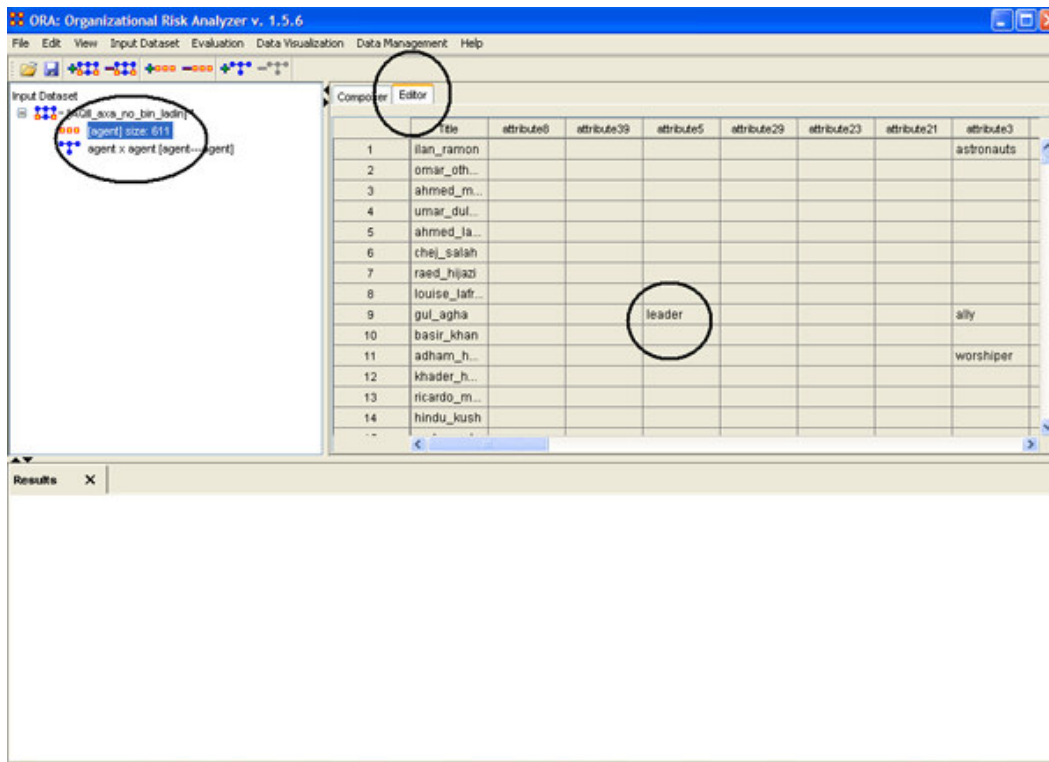 ORA: Organizational Risk Analyzer v. 1.5.6
File Edit View Input Dataset Evaluation Data Visualization Data Management Help
Input Dataset
[agent] size: 611
agent x agent [agent---agent]
Composer Editor
Title attribute8 attribute39 attribute5 attribute29 attribute23 attribute21 attribute3
1 ilan_ramon astronauts
2 omar_oth...
3 ahmed_m...
4 umar_dul...
5 ahmed_la...
6 chej_salah
7 raed_hijazi
8 louise_lafr...
9 gul_agha leader ally
10 basir_khan
11 adham_h... worshiper
12 khader_h...
13 ricardo_m...
14 hindu_kush
Results X